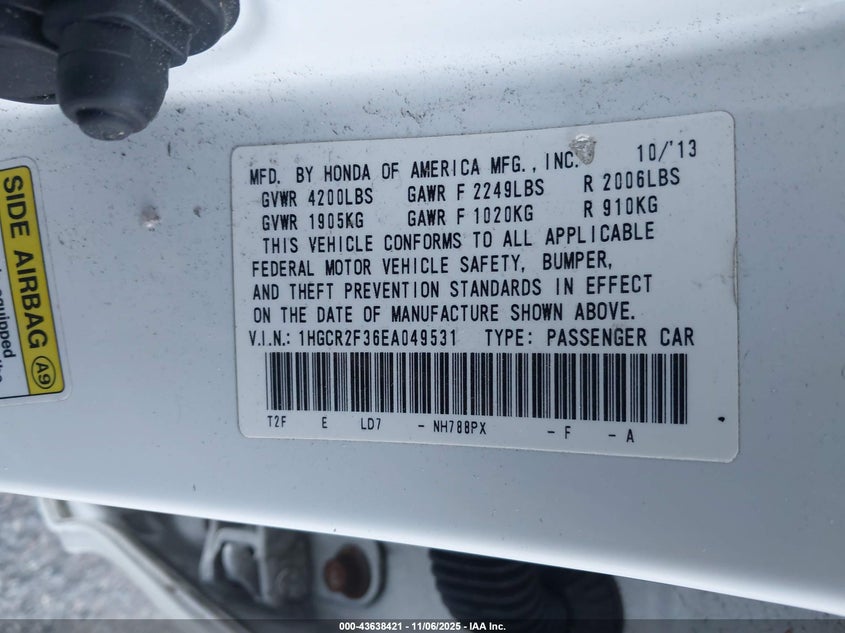 MFD. BY HONDA OF AMERICA MFG., INC. 10/'13
GVWR 4200LBS GAWR F 2249LBS R 2006LBS
GVWR 1905KG GAWR F 1020KG R 910KG
THIS VEHICLE CONFORMS TO ALL APPLICABLE
FEDERAL MOTOR VEHICLE SAFETY, BUMPER,
AND THEFT PREVENTION STANDARDS IN EFFECT
ON THE DATE OF MANUFACTURE SHOWN ABOVE.
V.I.N.: 1HGCR2F36EA049531 TYPE: PASSENGER CAR
T2F E LD7 - NH788PX - F - A
SIDE AIRBAG A9
equipped
the
000-43638421 - 11/06/2025 - IAA Inc.